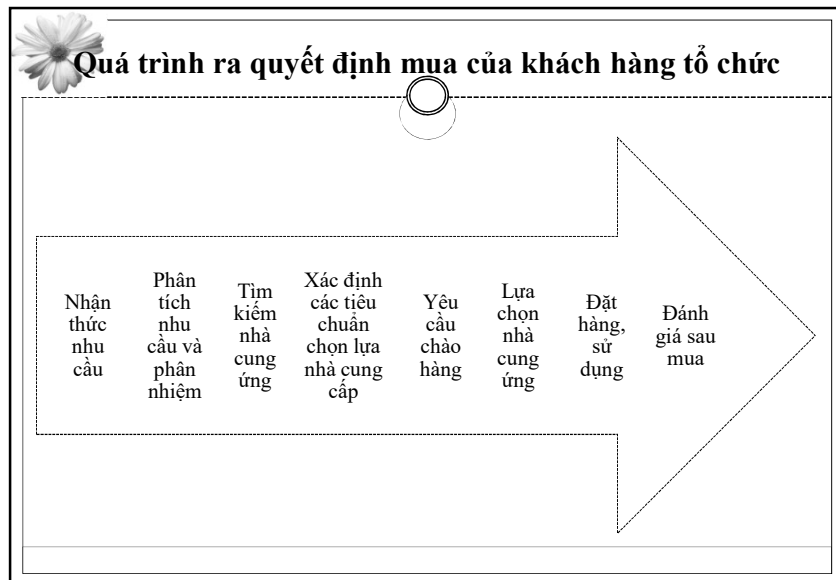 Quá trình ra quyết định mua của khách hàng tổ chức
Nhận
thức
nhu
cầu
Phân
tích
nhu
cầu và
phân
nhiệm
Tìm
kiếm
nhà
cung
ứng
Xác định
các tiêu
chuẩn
chọn lựa
nhà cung
cấp
Yêu
cầu
chào
hàng
Lựa
chọn
nhà
cung
ứng
Đặt
hàng,
sử
dụng
Đánh
giá sau
mua